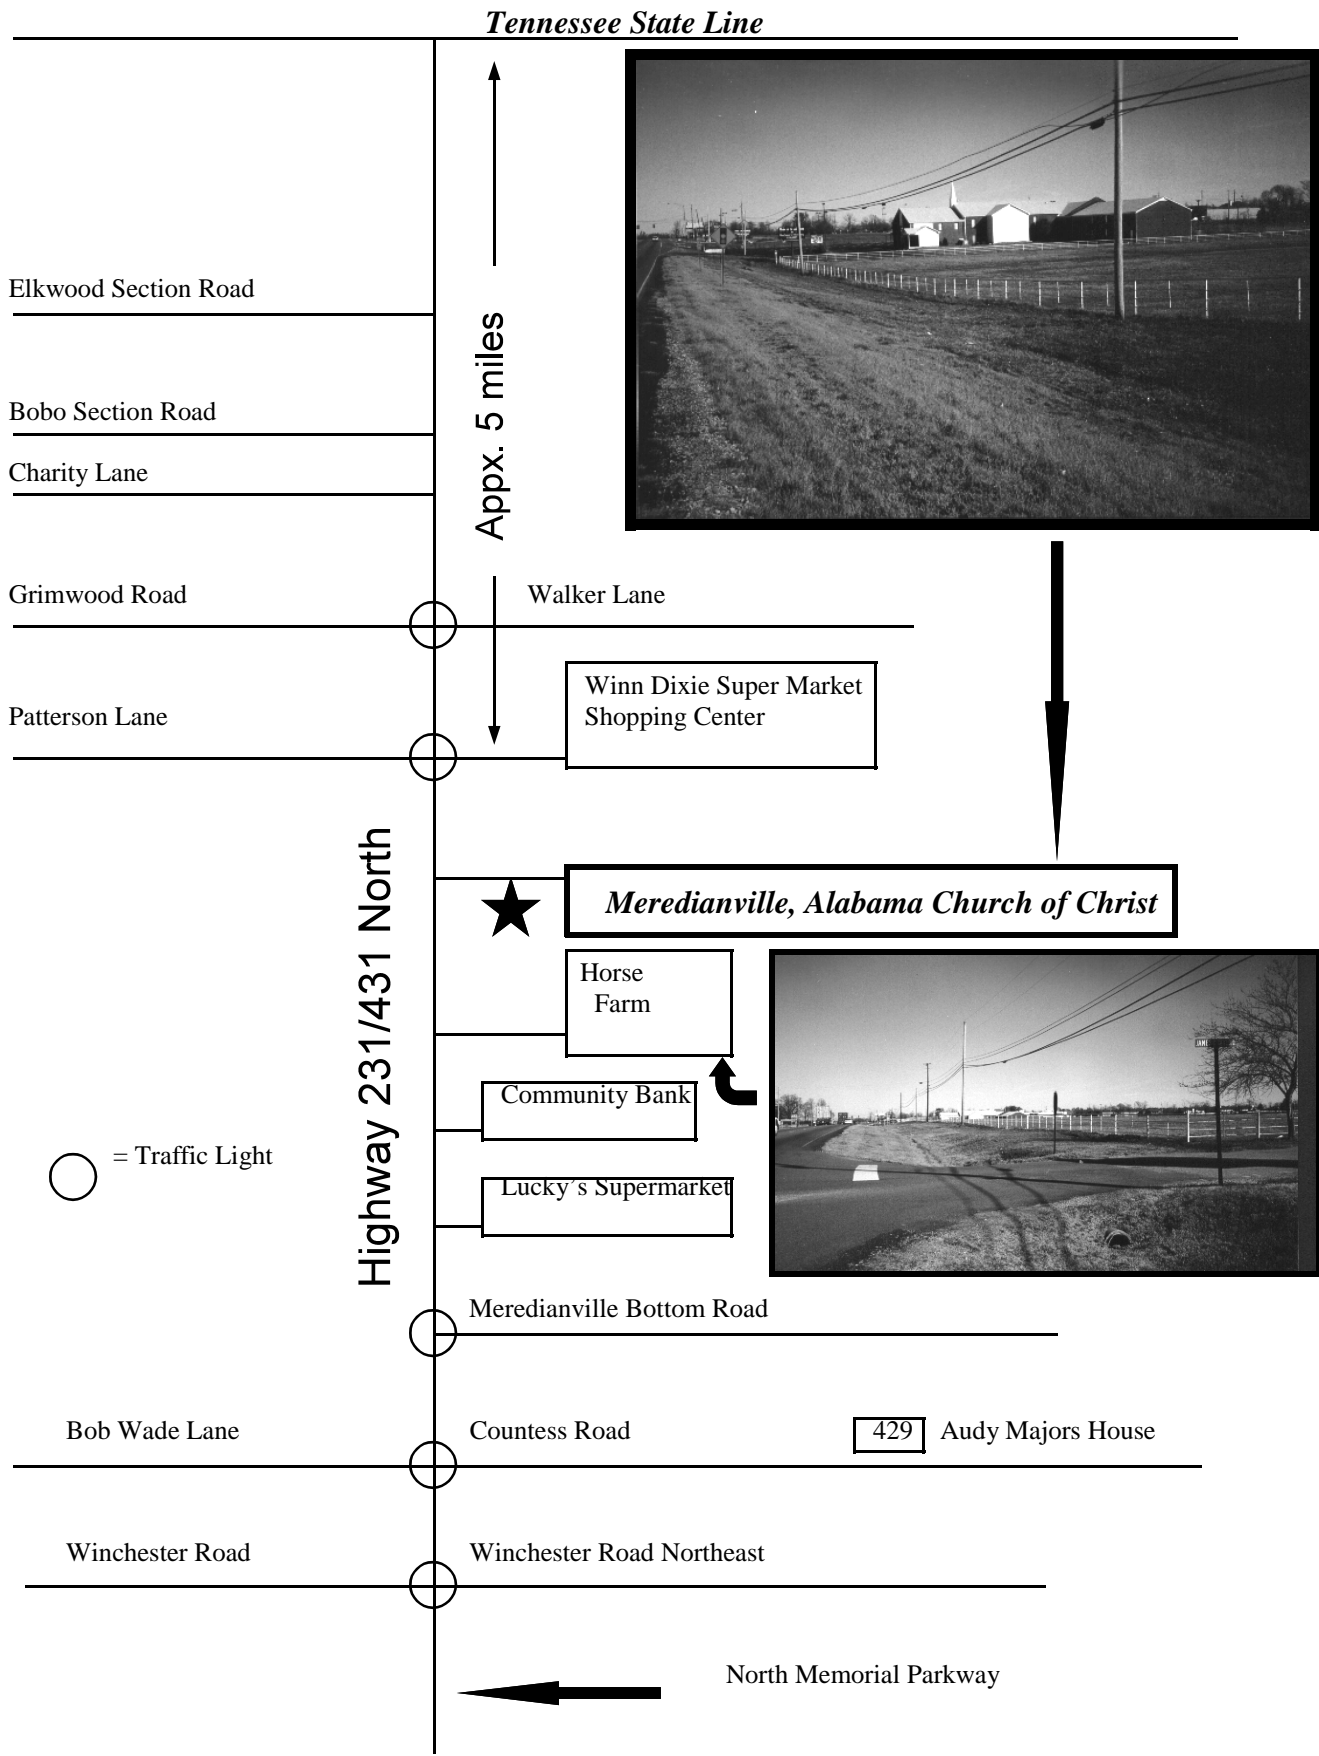 Tennessee State Line
Elkwood Section Road
Appx. 5 miles
Bobo Section Road
Charity Lane
Grimwood Road
Walker Lane
Winn Dixie Super Market
Shopping Center
Patterson Lane
Highway 231/431 North
Meredianville, Alabama Church of Christ
Horse
Farm
Community Bank
= Traffic Light
Lucky's Supermarket
Meredianville Bottom Road
Bob Wade Lane
Countess Road
429
Audy Majors House
Winchester Road
Winchester Road Northeast
North Memorial Parkway